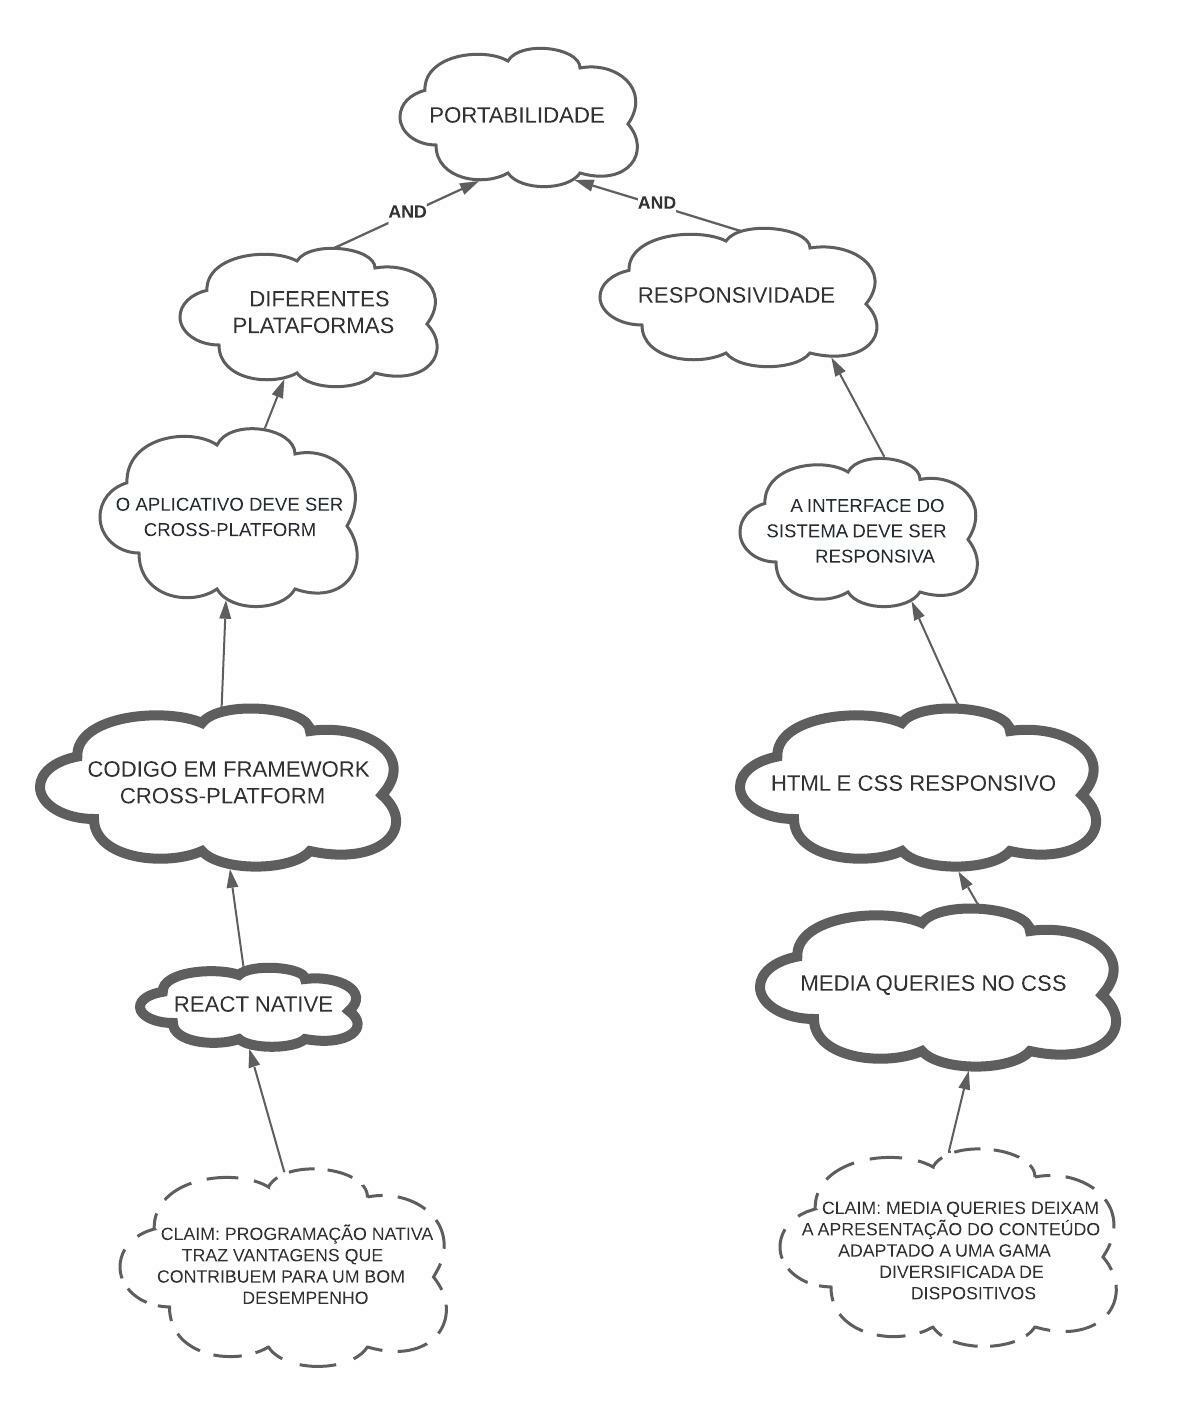 PORTABILIDADE
AND
AND
DIFERENTES
PLATAFORMAS
RESPONSIVIDADE
O APLICATIVO DEVE SER
CROSS-PLATFORM
A INTERFACE DO
SISTEMA DEVE SER
RESPONSIVA
CODIGO EM FRAMEWORK
CROSS-PLATFORM
HTML E CSS RESPONSIVO
REACT NATIVE
MEDIA QUERIES NO CSS
CLAIM: PROGRAMAÇÃO NATIVA
TRAZ VANTAGENS QUE
CONTRIBUEM PARA UM BOM
DESEMPENHO
CLAIM: MEDIA QUERIES DEIXAM
A APRESENTAÇÃO DO CONTEÚDO
ADAPTADO A UMA GAMA
DIVERSIFICADA DE
DISPOSITIVOS